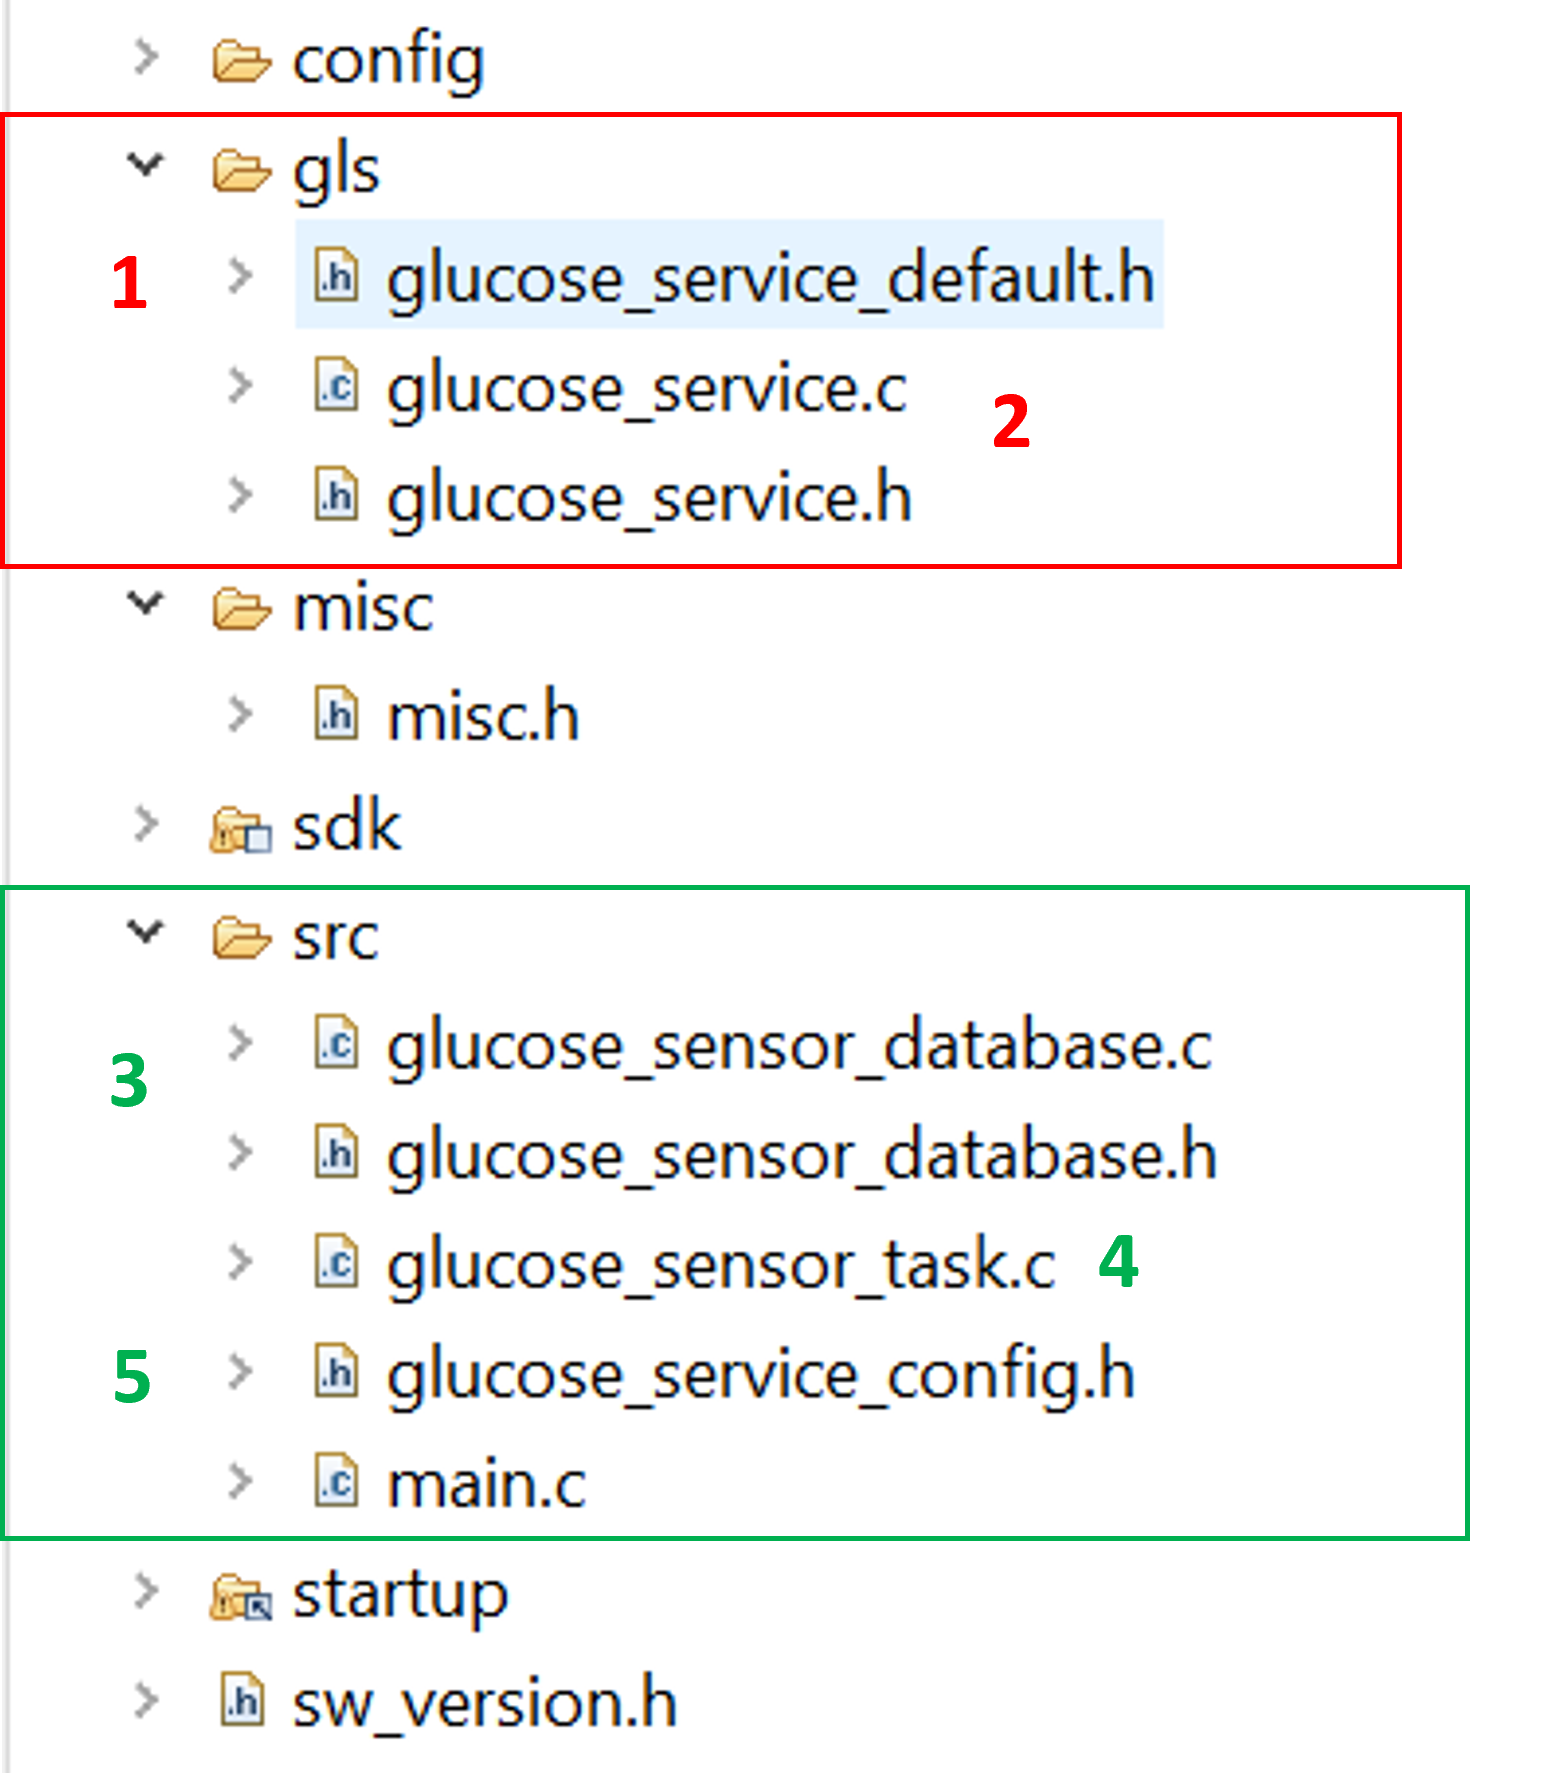 config
gls
1 .h glucose_service_default.h
.c glucose_service.c
2
.h glucose_service.h
misc
.h misc.h
sdk
src
.c glucose_sensor_database.c
3
.h glucose_sensor_database.h
.c glucose_sensor_task.c 4
5 .h glucose_service_config.h
.c main.c
startup
.h sw_version.h